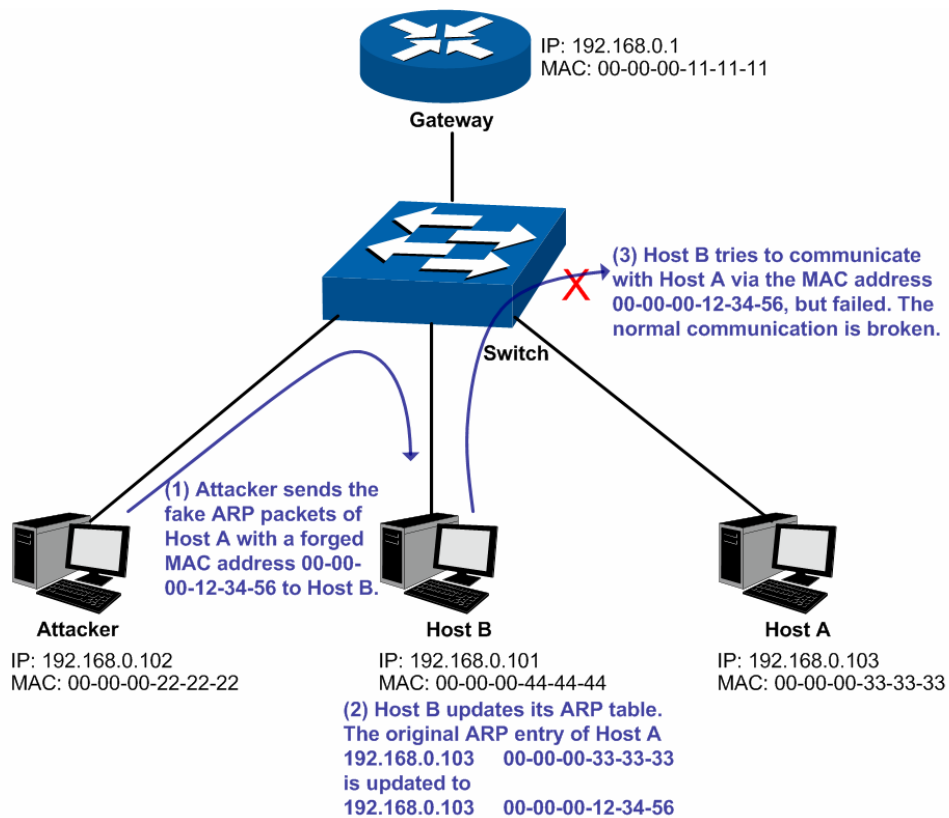 IP: 192.168.0.1
MAC: 00-00-00-11-11-11
Gateway
(3) Host B tries to communicate
with Host A via the MAC address
00-00-00-12-34-56, but failed. The
normal communication is broken.
X
Switch
(1) Attacker sends the
fake ARP packets of
Host A with a forged
MAC address 00-00-
00-12-34-56 to Host B.
Attacker
IP: 192.168.0.102
MAC: 00-00-00-22-22-22
Host B
IP: 192.168.0.101
MAC: 00-00-00-44-44-44
Host A
IP: 192.168.0.103
MAC: 00-00-00-33-33-33
(2) Host B updates its ARP table.
The original ARP entry of Host A
192.168.0.103 00-00-00-33-33-33
is updated to
192.168.0.103 00-00-00-12-34-56